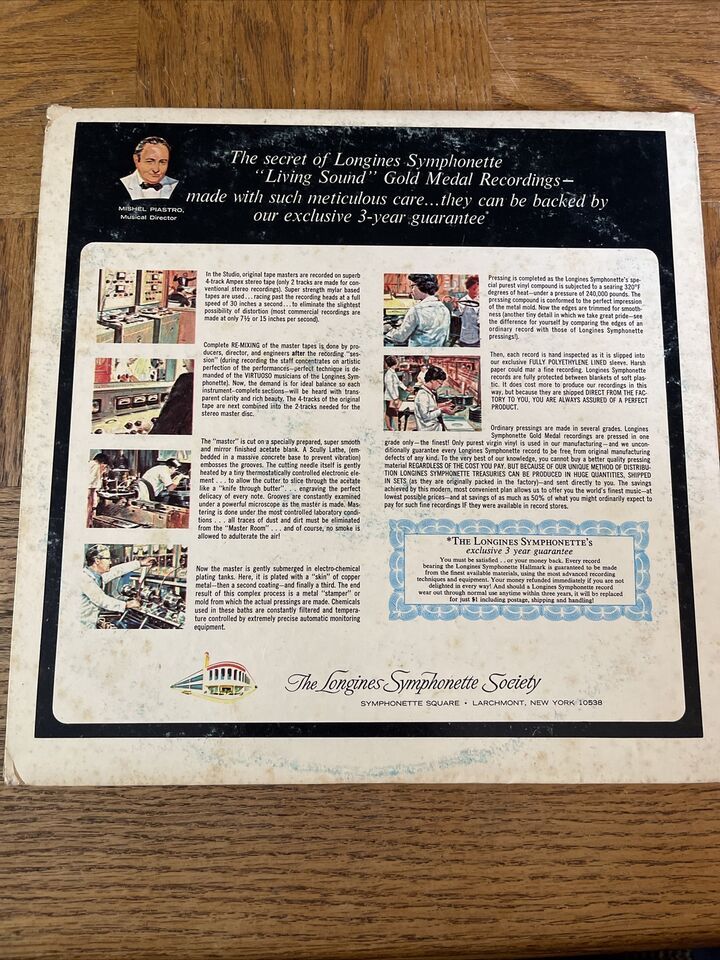 The secret of Longines Symphonette
"Living Sound" Gold Medal Recordings—
made with such meticulous care...they can be backed by
our exclusive 3-year guarantee*
MISHEL PIASTRO,
Musical Director
In the Studio, original tape masters are recorded on superb
4-track Ampex stereo tape (only 2 tracks are made for con-
ventional stereo recordings). Super strength mylar based
tapes are used...racing past the recording heads at a full
speed of 30 inches a second...to eliminate the slightest
possibility of distortion (most commercial recordings are
made at only 7½ or 15 inches per second).
Complete RE-MIXING of the master tapes is done by pro-
ducers, director, and engineers after the recording "ses-
sion" (during recording the staff concentrates on artistic
perfection of the performances—perfect technique is de-
manded of the VIRTUOSO musicians of the Longines Sym-
phonette). Now, the demand is for ideal balance so each
instrument—complete sections—will be heard with trans-
parent clarity and rich beauty. The 4-tracks of the original
tape are next combined into the 2-tracks needed for the
stereo master disc.
The "master" is cut on a specially prepared, super smooth
and mirror finished acetate blank. A Scully Lathe, (em-
bedded in a massive concrete base to prevent vibration)
embosses the grooves. The cutting needle itself is gently
heated by a tiny thermostatically controlled electronic ele-
ment . . . to allow the cutter to slice through the acetate
like a "knife through butter". . . engraving the perfect
delicacy of every note. Grooves are constantly examined
under a powerful microscope as the master is made. Mas-
tering is done under the most controlled laboratory condi-
tions . . . all traces of dust and dirt must be eliminated
from the "Master Room" . . . and of course, no smoke is
allowed to adulterate the air!
Now the master is gently submerged in electro-chemical
plating tanks. Here, it is plated with a "skin" of copper
metal—then a second coating—and finally a third. The end
result of this complex process is a metal "stamper" or
mold from which the actual pressings are made. Chemicals
used in these baths are constantly filtered and tempera-
ture controlled by extremely precise automatic monitoring
equipment.
Pressing is completed as the Longines Symphonette's spe-
cial purest vinyl compound is subjected to a searing 320°F
degrees of heat—under a pressure of 240,000 pounds. The
pressing compound is conformed to the perfect impression
of the metal mold. Now the edges are trimmed for smooth-
ness (another tiny detail in which we take great pride—see
the difference for yourself by comparing the edges of an
ordinary record with those of Longines Symphonette!)
pressings!).
Then, each record is hand inspected as it is slipped into
our exclusive FULLY POLYETHYLENE LINED sleeve. Harsh
paper could mar a fine recording. Longines Symphonette
records are fully protected between blankets of soft plas-
tic. It does cost more to produce our recordings in this
way, but because they are shipped DIRECT FROM THE FAC-
TORY TO YOU, YOU ARE ALWAYS ASSURED OF A PERFECT
PRODUCT.
Ordinary pressings are made in several grades. Longines
Symphonette Gold Medal recordings are pressed in one
grade only—the finest! Only purest virgin vinyl is used in our manufacturing—and we uncon-
ditionally guarantee every Longines Symphonette record to be free from original manufacturing
defects of any kind. To the very best of our knowledge, you cannot buy a better quality pressing
material REGARDLESS OF THE COST YOU PAY. BUT BECAUSE OF OUR UNIQUE METHOD OF DISTRIBU-
TION LONGINES SYMPHONETTE TREASURIES CAN BE PRODUCED IN HUGE QUANTITIES, SHIPPED
IN SETS (as they are originally packed in the factory)—and sent directly to you. The savings
achieved by this modern, most convenient plan allows us to offer you the world's finest music—at
lowest possible prices—and at savings of as much as 50% of what you might ordinarily expect to
pay for such fine recordings IF they were available in record stores.
*THE LONGINES SYMPHONETTE'S
exclusive 3 year guarantee
You must be satisfied . . or your money back. Every record
bearing the Longines Symphonette Hallmark is guaranteed to be made
from the finest available materials, using the most advanced recording
techniques and equipment. Your money refunded immediately if you are not
delighted in every way! And should a Longines Symphonette record
wear out through normal use anytime within three years, it will be replaced
for just $1 including postage, shipping and handling!
The Longines Symphonette Society
SYMPHONETTE SQUARE • LARCHMONT, NEW YORK 10538